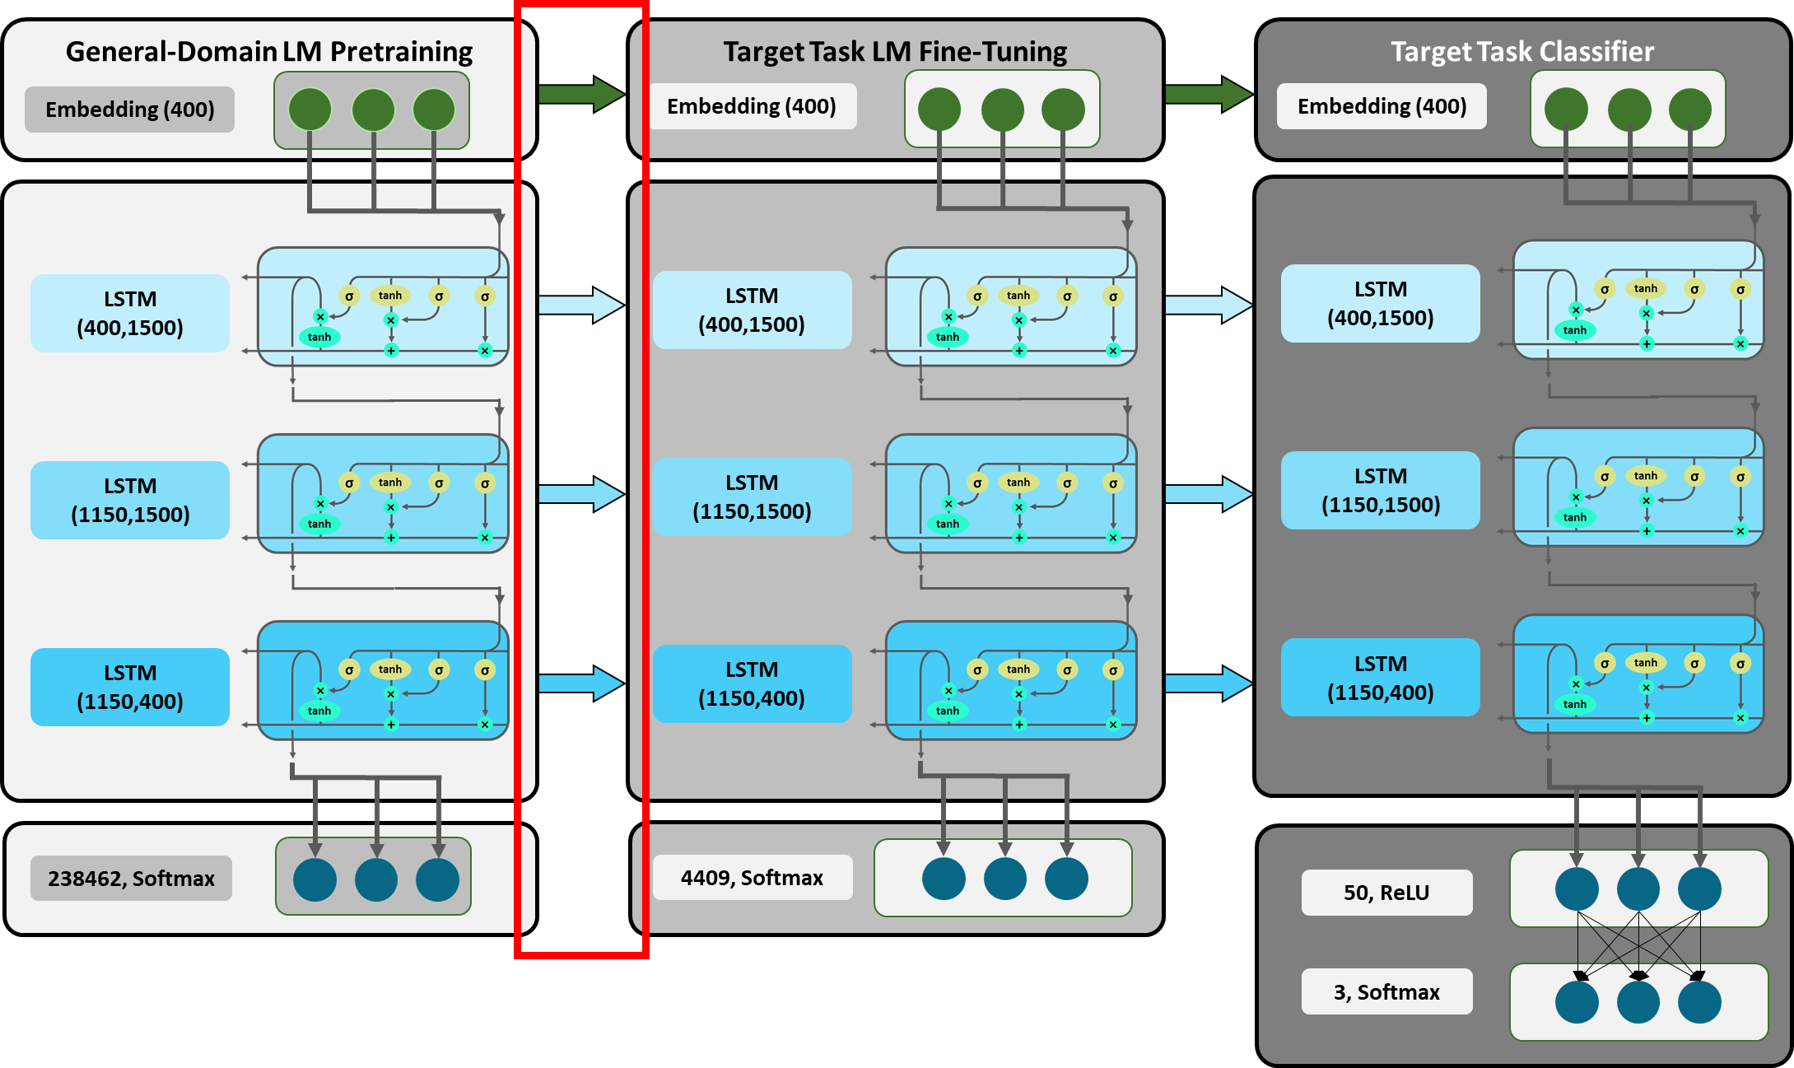 General-Domain LM Pretraining
Embedding (400)
LSTM
(400,1500)
σ tanh σ σ
×
×
tanh
+ ×
LSTM
(1150,1500)
σ tanh σ σ
×
×
tanh
+ ×
LSTM
(1150,400)
σ tanh σ σ
×
×
tanh
+ ×
238462, Softmax
Target Task LM Fine-Tuning
Embedding (400)
LSTM
(400,1500)
σ tanh σ σ
×
×
tanh
+ ×
LSTM
(1150,1500)
σ tanh σ σ
×
×
tanh
+ ×
LSTM
(1150,400)
σ tanh σ σ
×
×
tanh
+ ×
4409, Softmax
Target Task Classifier
Embedding (400)
LSTM
(400,1500)
σ tanh σ σ
×
×
tanh
+ ×
LSTM
(1150,1500)
σ tanh σ σ
×
×
tanh
+ ×
LSTM
(1150,400)
σ tanh σ σ
×
×
tanh
+ ×
50, ReLU
3, Softmax